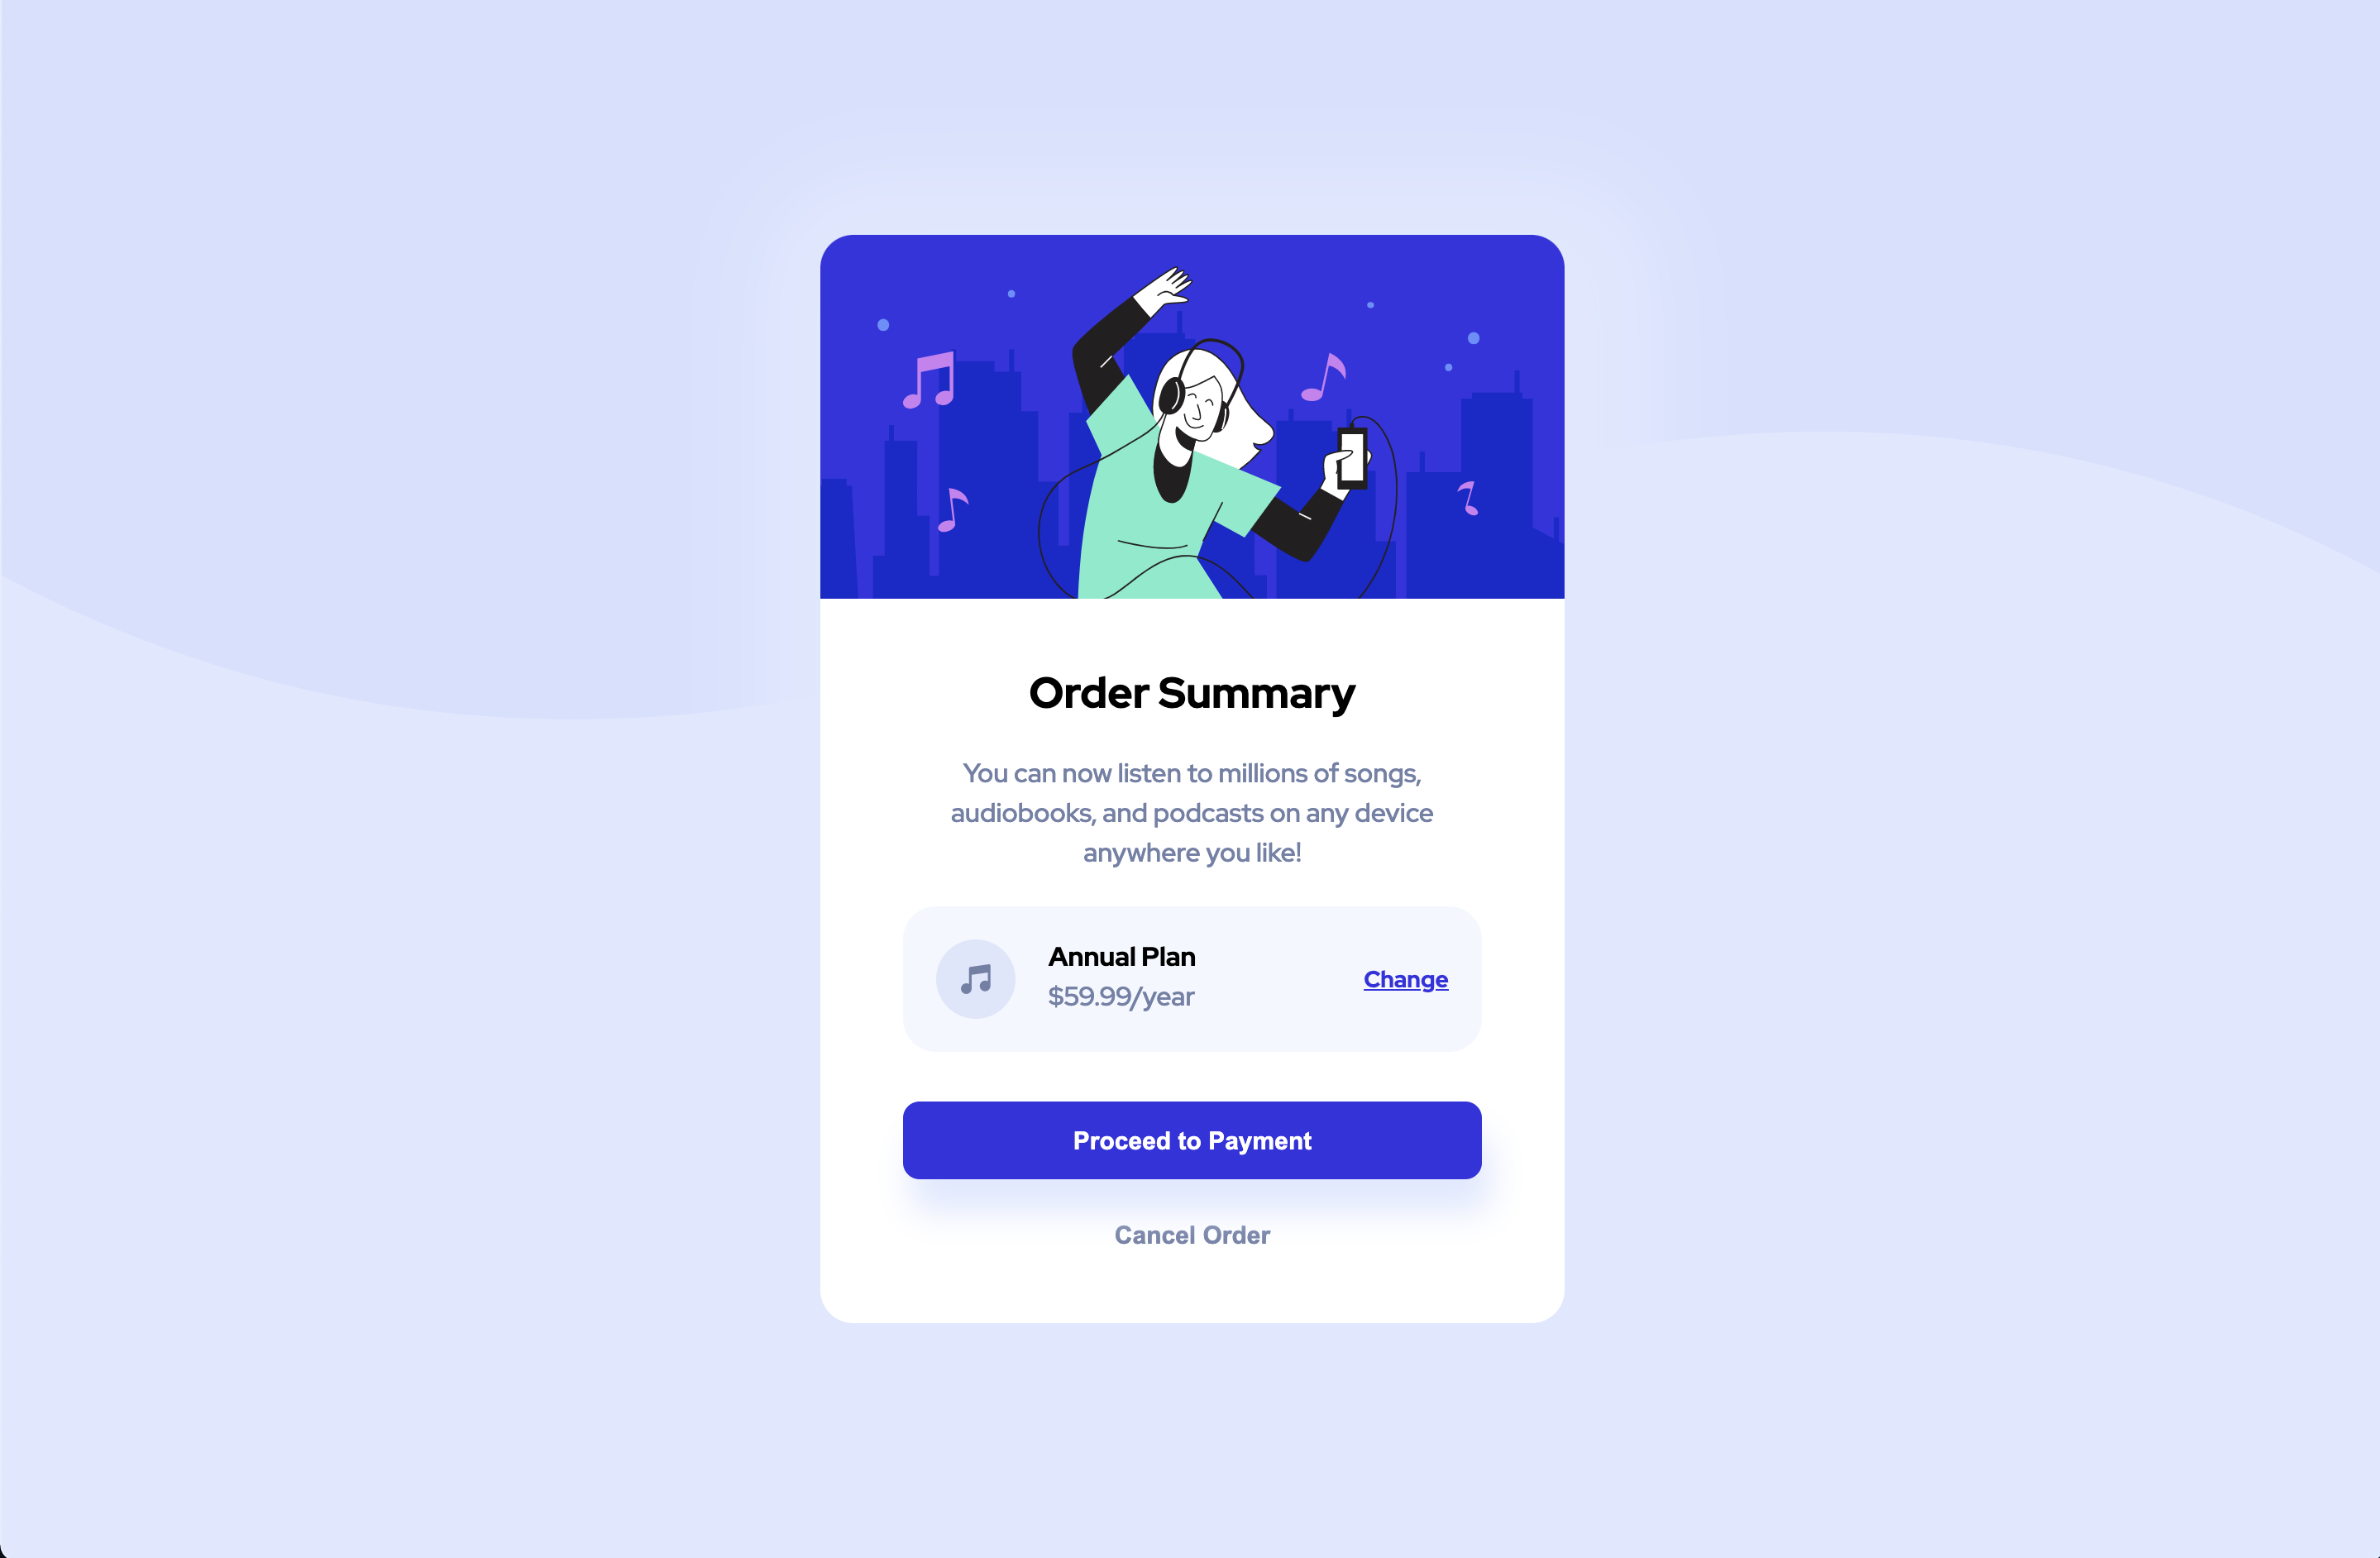 Order Summary
You can now listen to millions of songs,
audiobooks, and podcasts on any device
anywhere you like!
Annual Plan
$59.99/year
Change
Proceed to Payment
Cancel Order